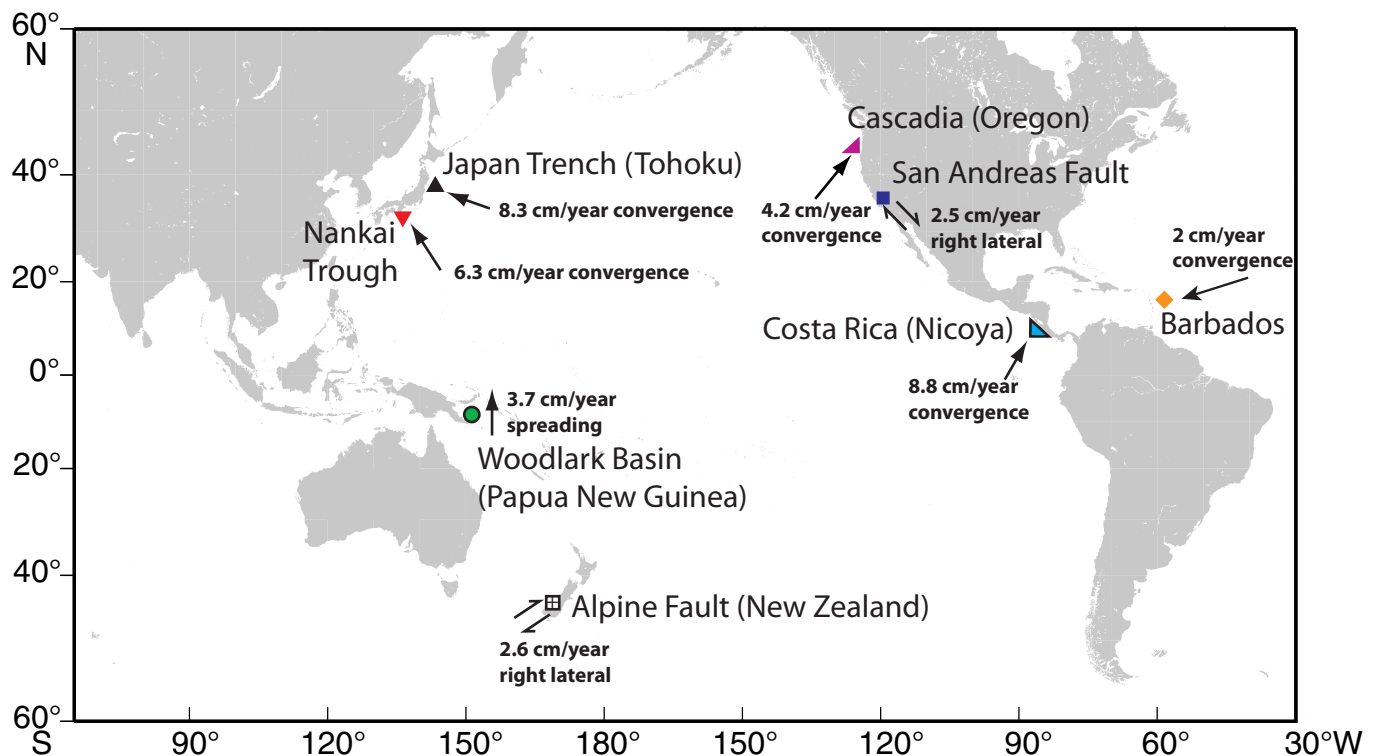 60°
N
Cascadia (Oregon)
Japan Trench (Tohoku)
40°
San Andreas Fault
8.3 cm/year convergence
4.2 cm/year
convergence
2.5 cm/year
right lateral
Nankai
Trough
6.3 cm/year convergence
2 cm/year
convergence
20°
Costa Rica (Nicoya)
Barbados
0°
8.8 cm/year
convergence
3.7 cm/year
spreading
Woodlark Basin
(Papua New Guinea)
20°
40°
Alpine Fault (New Zealand)
2.6 cm/year
right lateral
60°
S
90° 120° 150° 180° 150° 120° 90° 60° 30°W